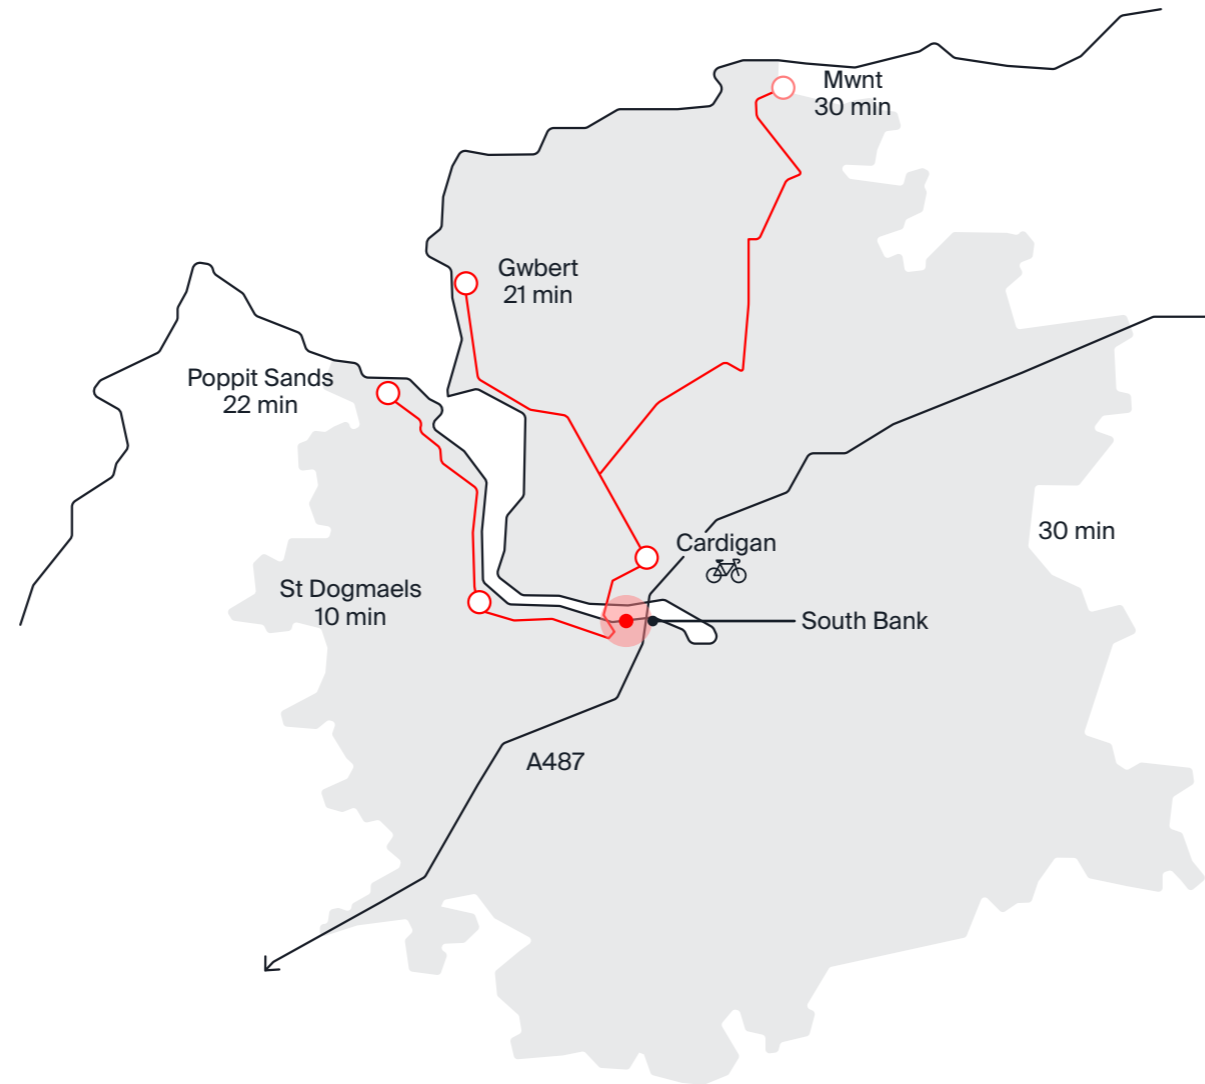 Mwnt
30 min
Gwbert
21 min
Poppit Sands
22 min
30 min
Cardigan
St Dogmaels
10 min
South Bank
A487